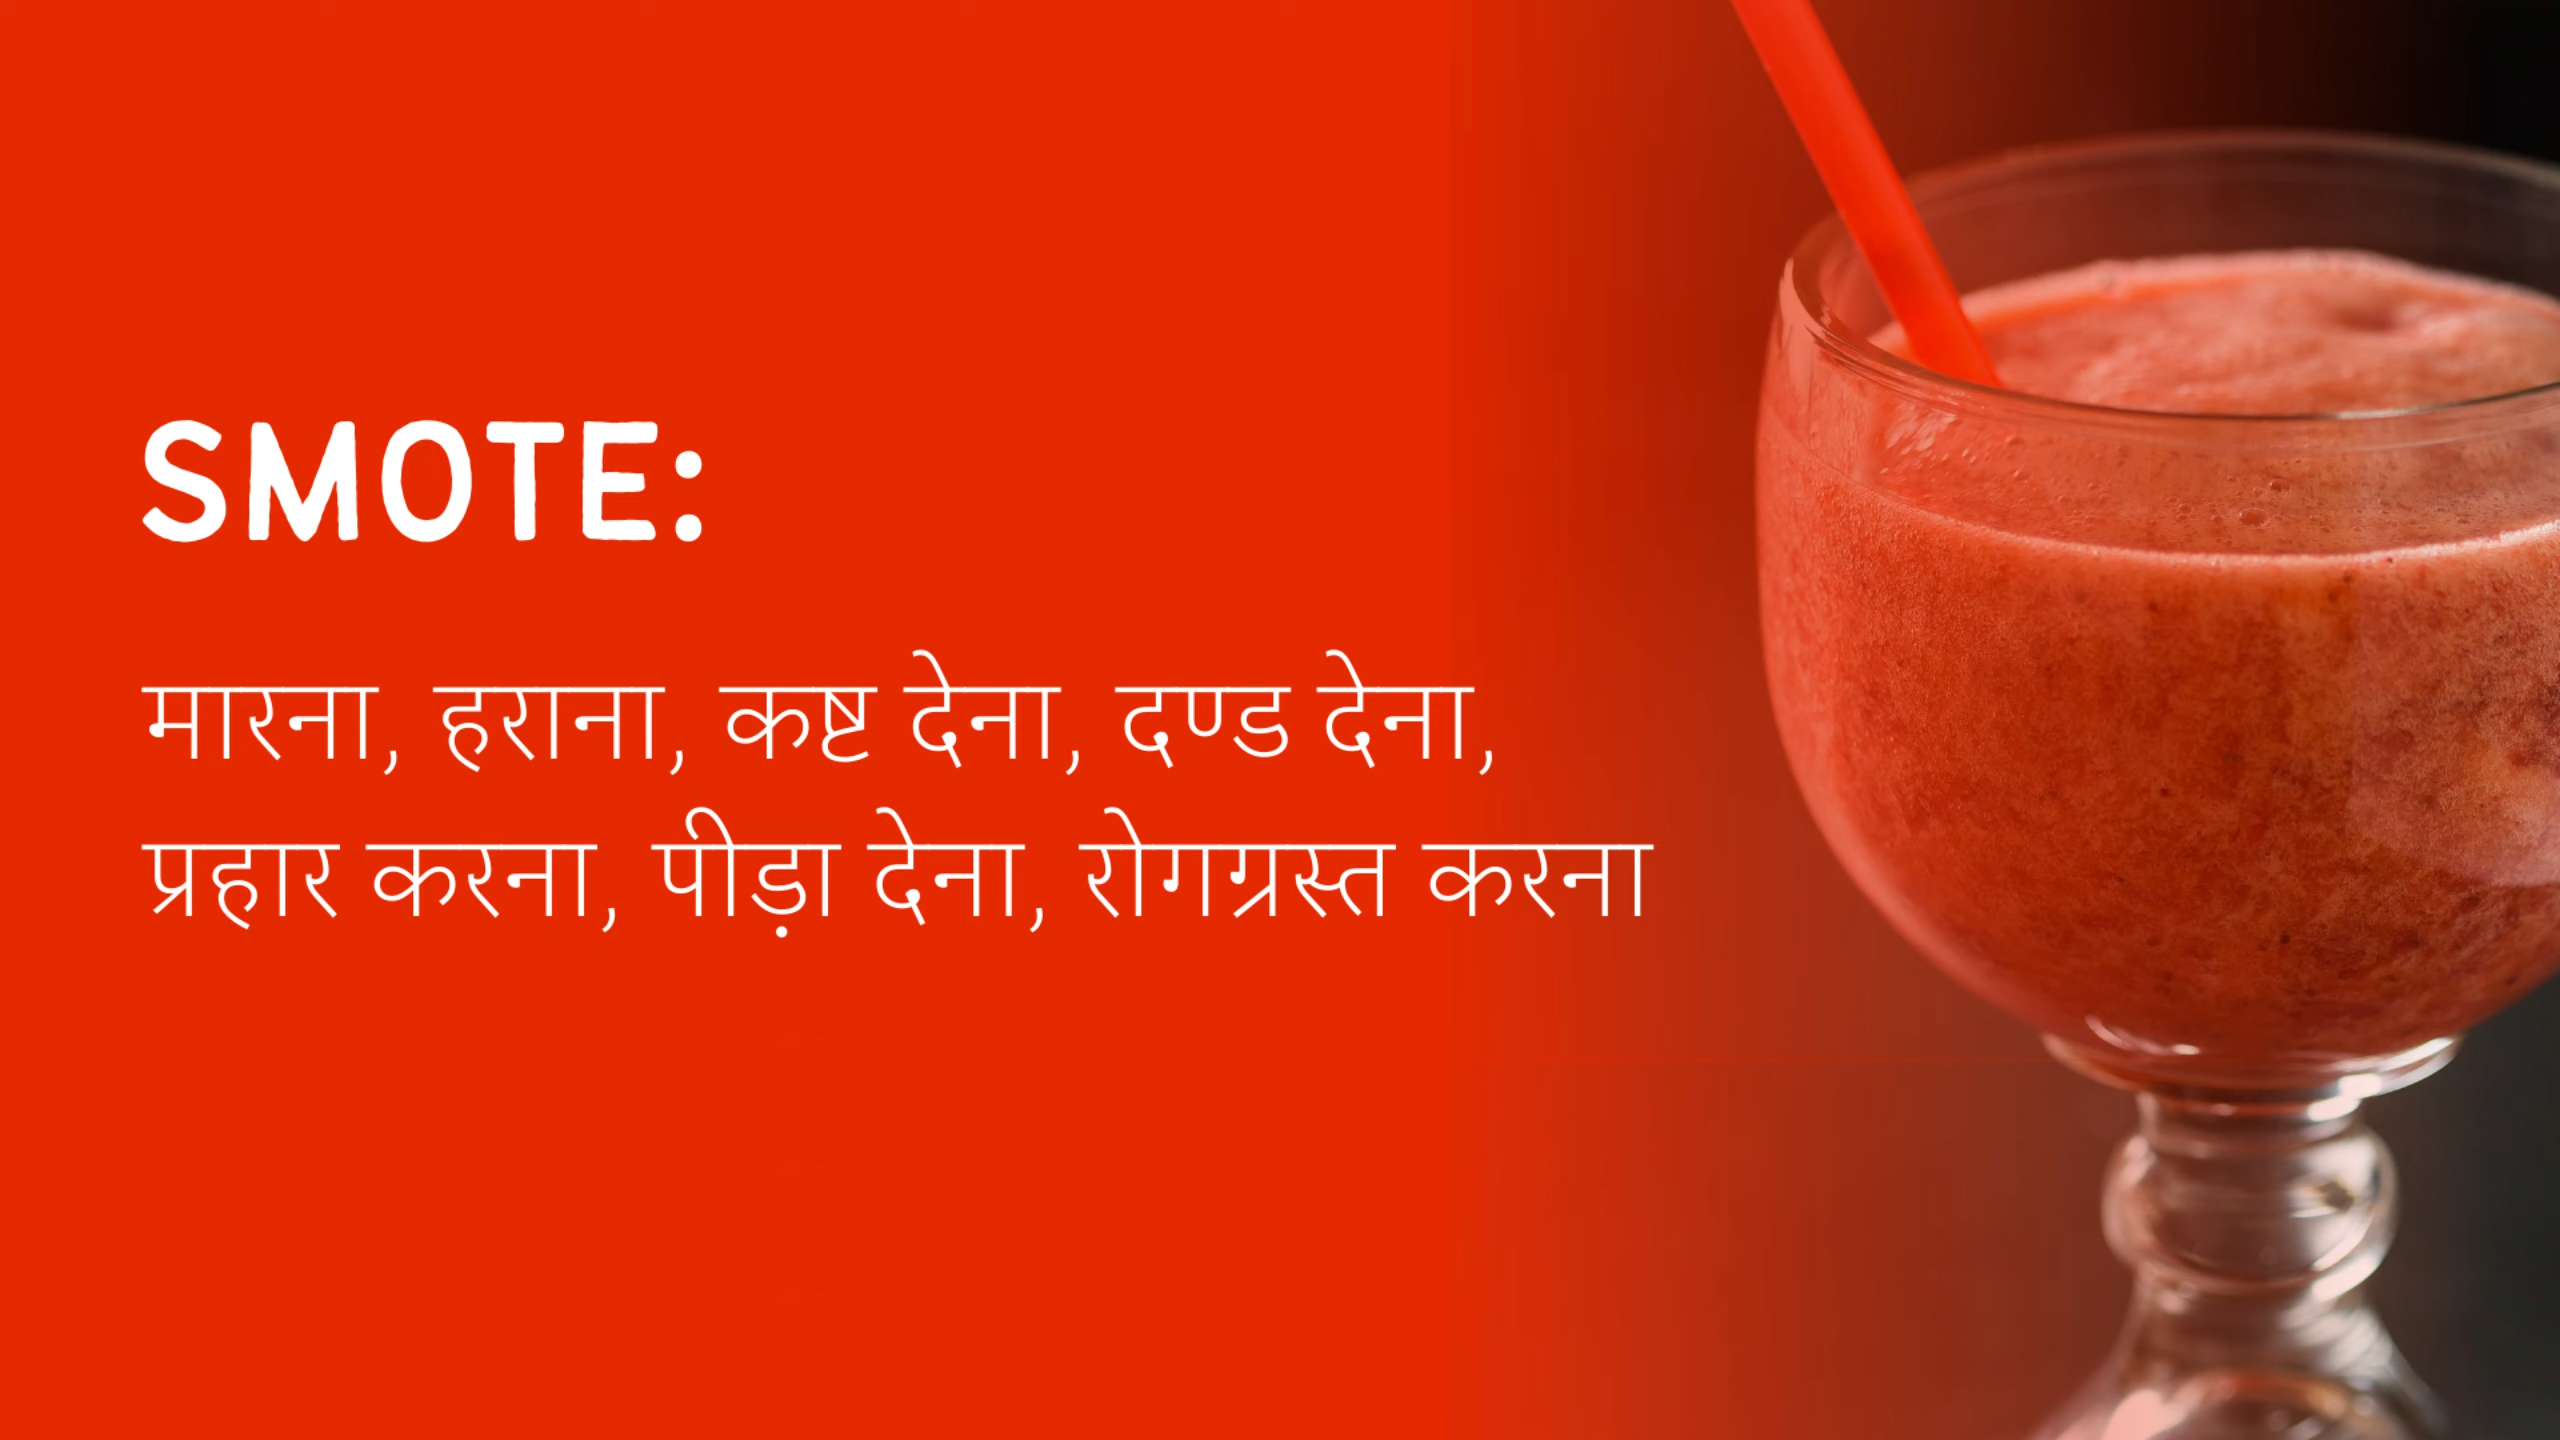 SMOTE:
मारना, हराना, कष्ट देना, दण्ड देना,
प्रहार करना, पीड़ा देना, रोगग्रस्त करना